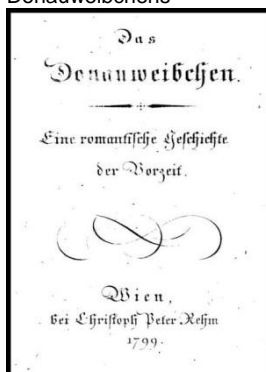 Donauweibchens
Das
Donauweibchen.
Eine romantische Geschichte
der Vorzeit.
Wien,
bei Christoph Peter Rehm
1799.